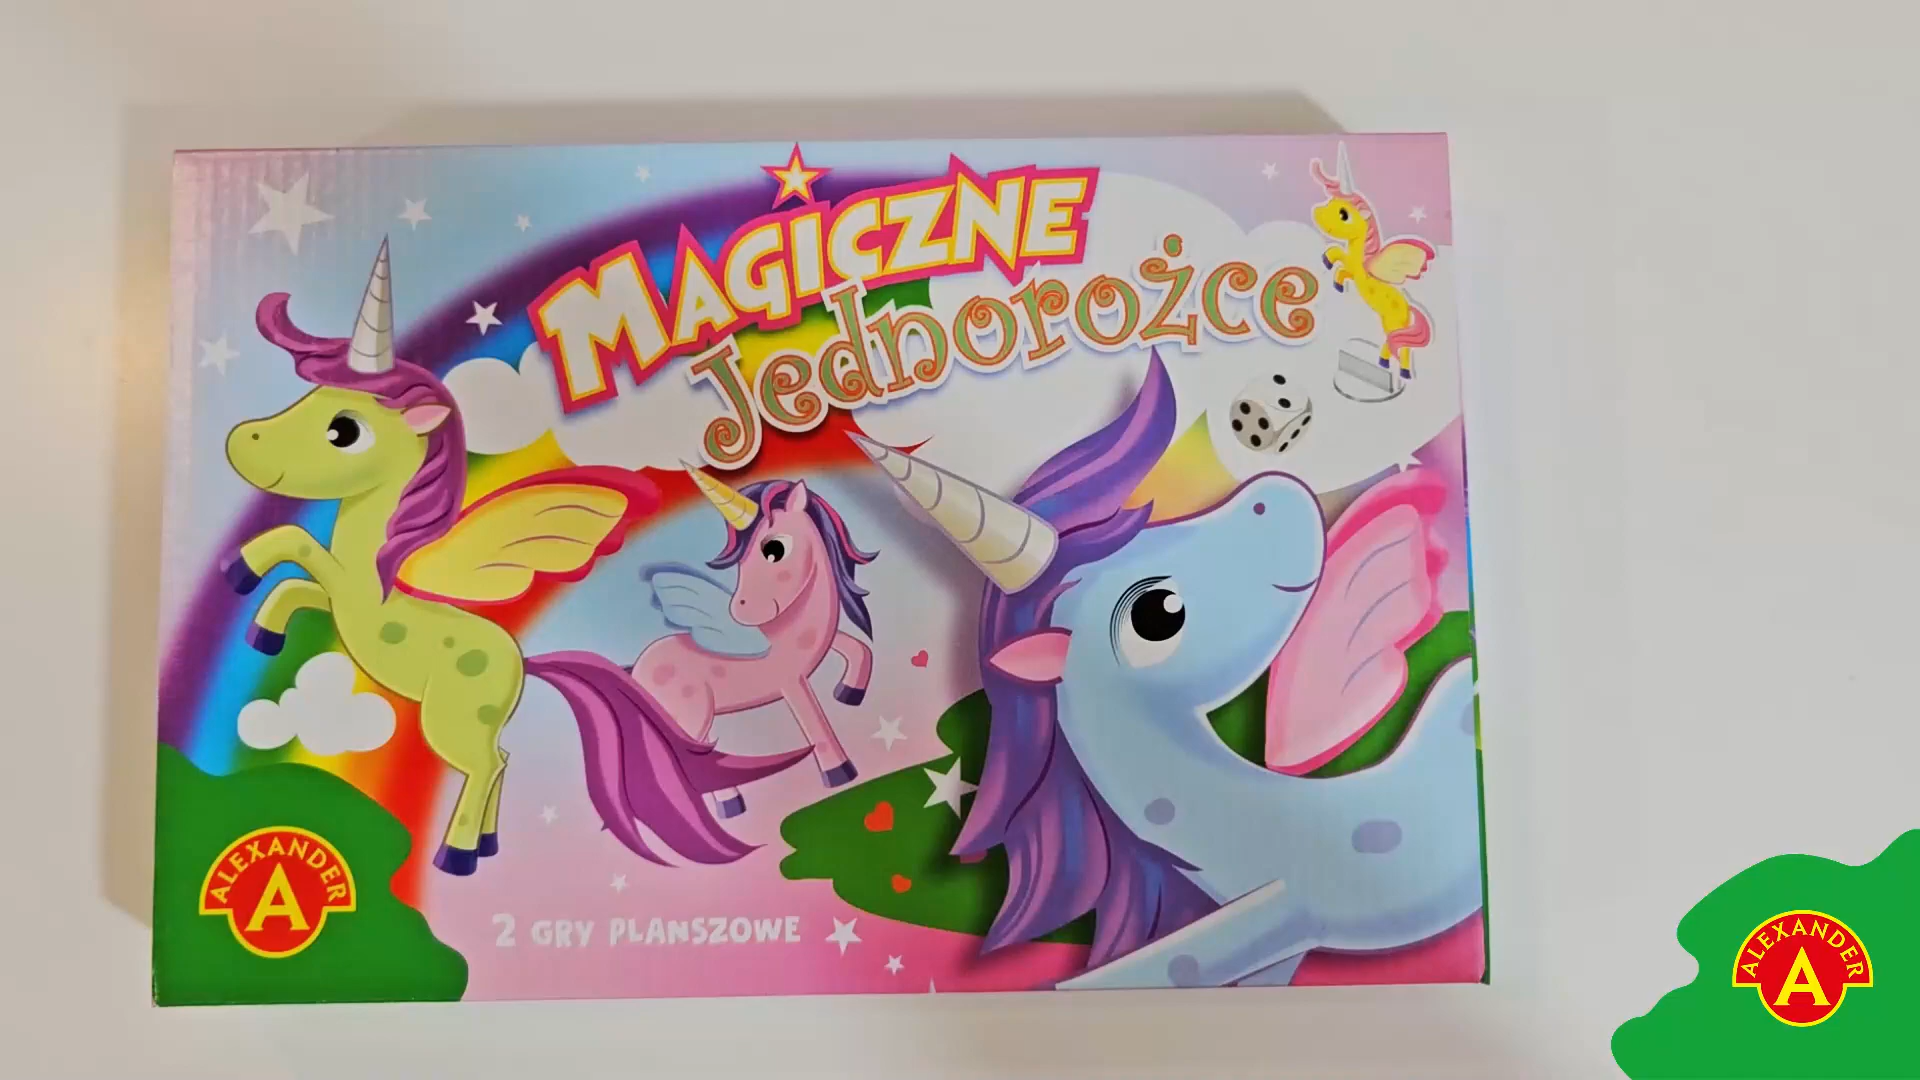 MAGICZNE
Jednorożce
ALEXANDER
A
2 GRY PLANSZOWE
ALEXANDER
A